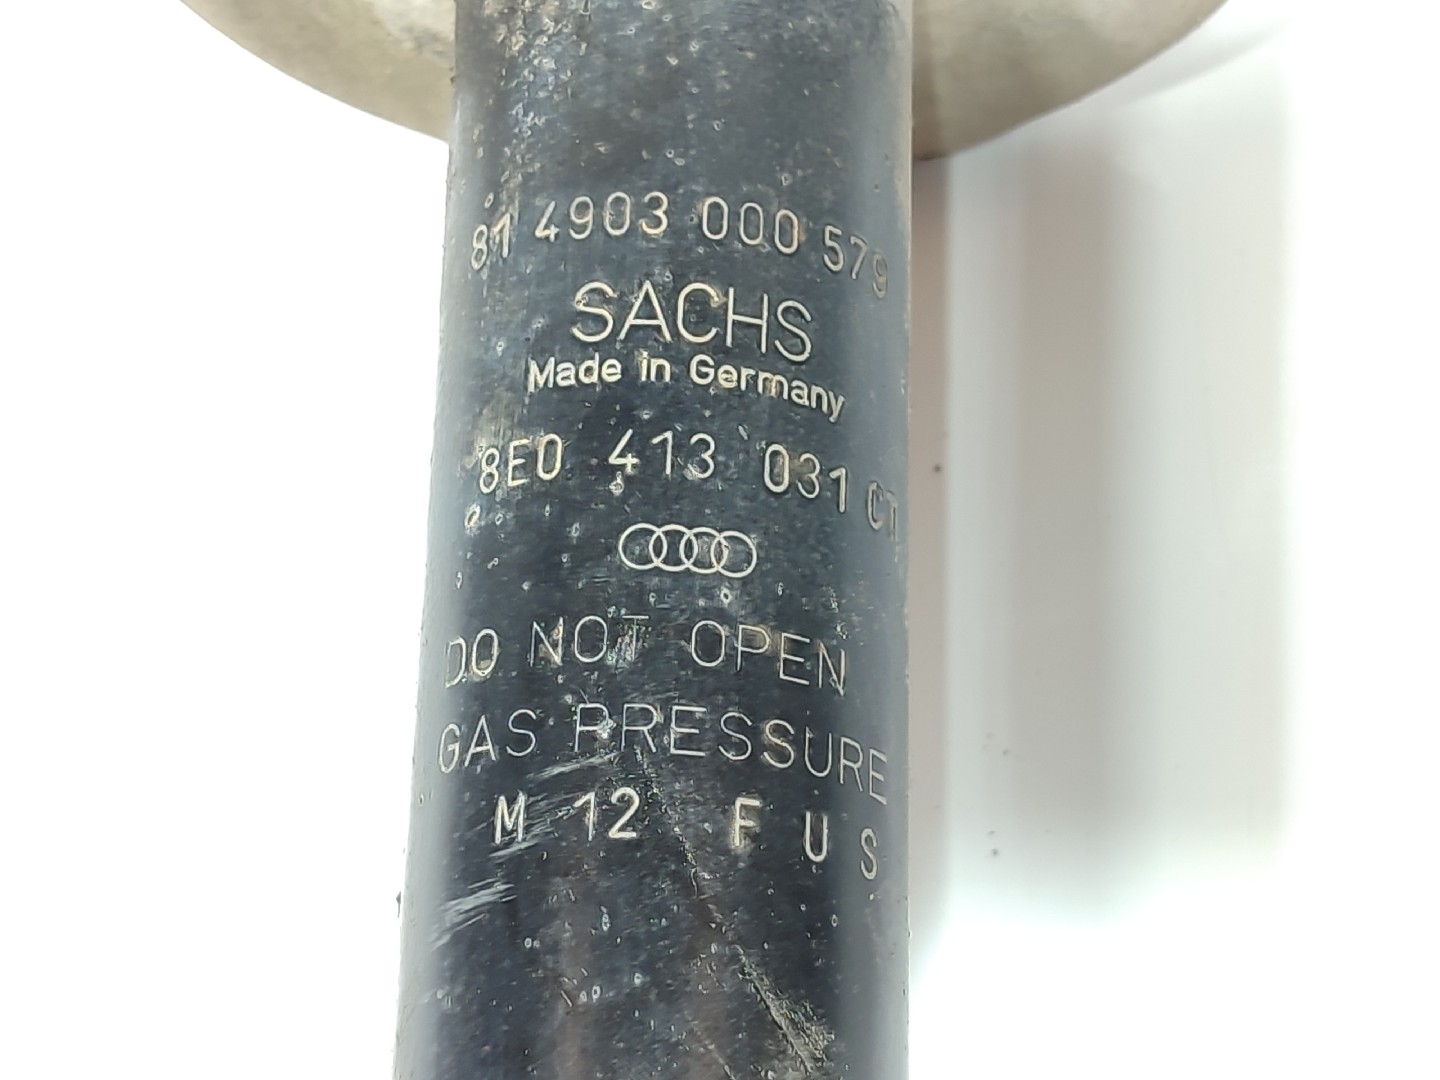 81 4903 000 579
SACHS
Made in Germany
8E0 413 031 CT
DO NOT OPEN
GAS PRESSURE
M 12 F U S